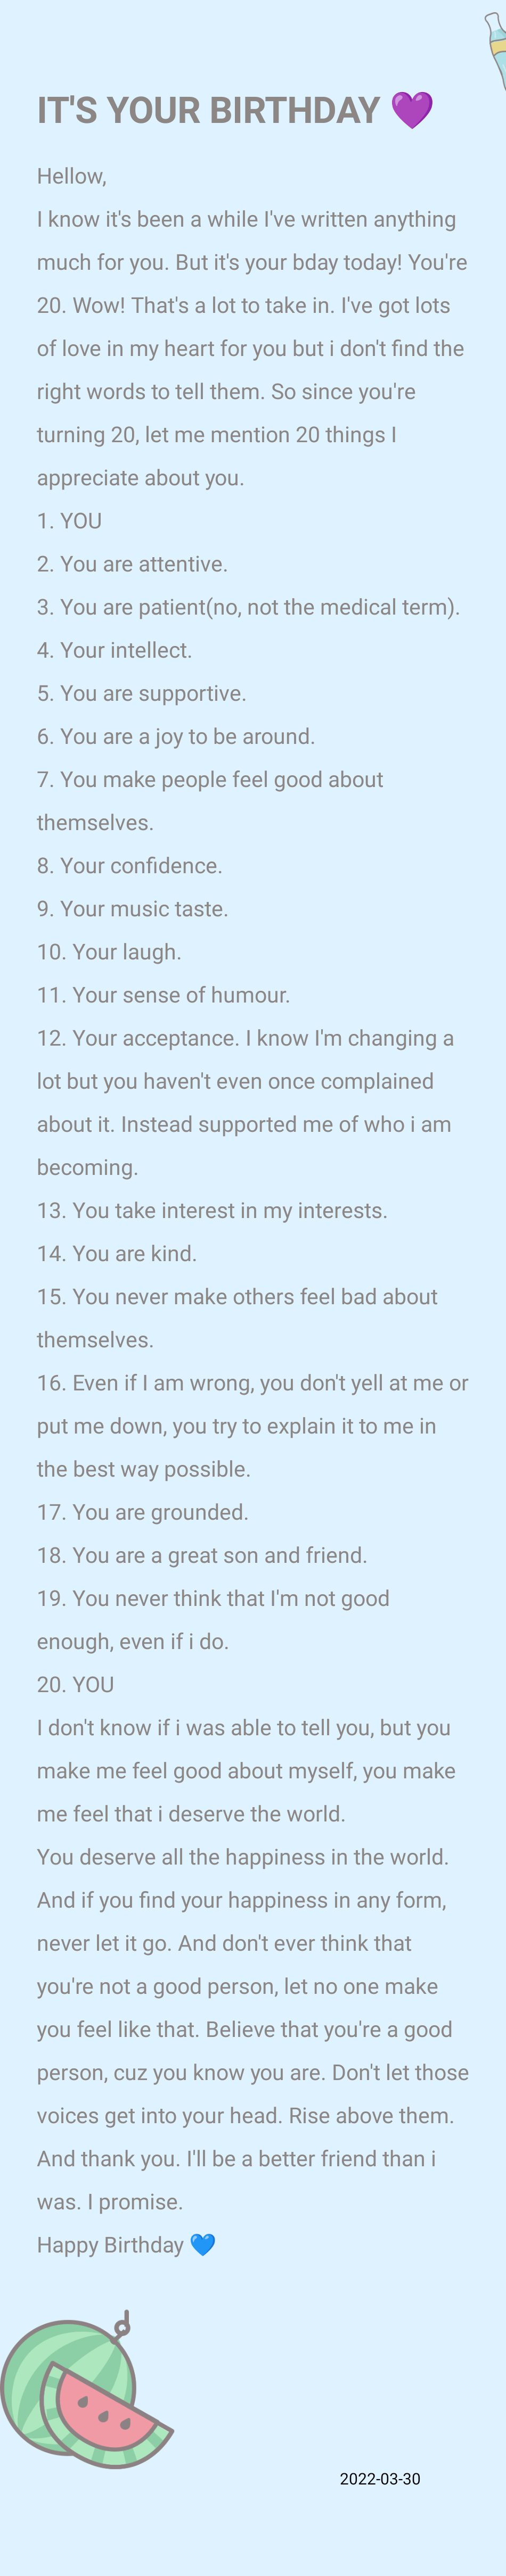 IT'S YOUR BIRTHDAY 💜
Hellow,
I know it's been a while I've written anything
much for you. But it's your bday today! You're
20. Wow! That's a lot to take in. I've got lots
of love in my heart for you but i don't find the
right words to tell them. So since you're
turning 20, let me mention 20 things I
appreciate about you.
1. YOU
2. You are attentive.
3. You are patient(no, not the medical term).
4. Your intellect.
5. You are supportive.
6. You are a joy to be around.
7. You make people feel good about
themselves.
8. Your confidence.
9. Your music taste.
10. Your laugh.
11. Your sense of humour.
12. Your acceptance. I know I'm changing a
lot but you haven't even once complained
about it. Instead supported me of who i am
becoming.
13. You take interest in my interests.
14. You are kind.
15. You never make others feel bad about
themselves.
16. Even if I am wrong, you don't yell at me or
put me down, you try to explain it to me in
the best way possible.
17. You are grounded.
18. You are a great son and friend.
19. You never think that I'm not good
enough, even if i do.
20. YOU
I don't know if i was able to tell you, but you
make me feel good about myself, you make
me feel that i deserve the world.
You deserve all the happiness in the world.
And if you find your happiness in any form,
never let it go. And don't ever think that
you're not a good person, let no one make
you feel like that. Believe that you're a good
person, cuz you know you are. Don't let those
voices get into your head. Rise above them.
And thank you. I'll be a better friend than i
was. I promise.
Happy Birthday 💙
2022-03-30